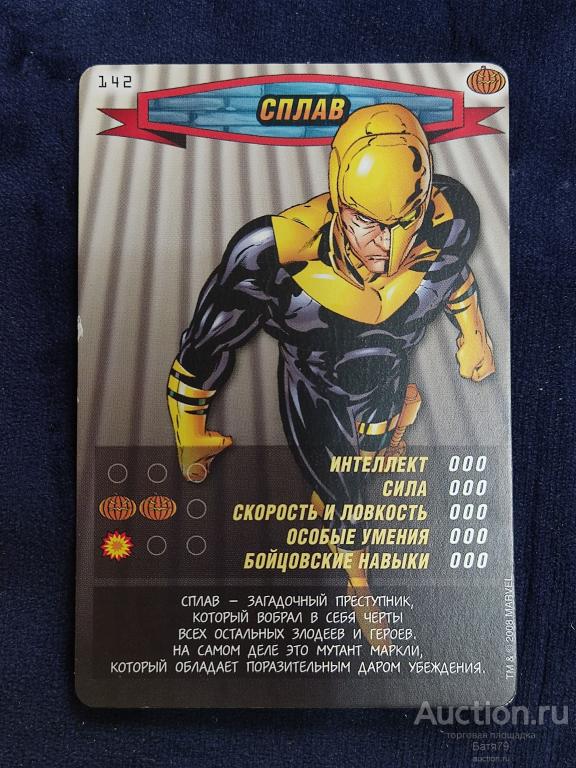 142
СПЛАВ
ИНТЕЛЛЕКТ 000
СИЛА 000
СКОРОСТЬ И ЛОВКОСТЬ 000
ОСОБЫЕ УМЕНИЯ 000
БОЙЦОВСКИЕ НАВЫКИ 000
СПЛАВ – ЗАГАДОЧНЫЙ ПРЕСТУПНИК,
КОТОРЫЙ ВОБРАЛ В СЕБЯ ЧЕРТЫ
ВСЕХ ОСТАЛЬНЫХ ЗЛОДЕЕВ И ГЕРОЕВ.
НА САМОМ ДЕЛЕ ЭТО МУТАНТ МАРКЛИ,
КОТОРЫЙ ОБЛАДАЕТ ПОРАЗИТЕЛЬНЫМ ДАРОМ УБЕЖДЕНИЯ.
TM & © 2008 MARVEL
Auction.ru
торговая площадка
Батя79
auction.ru